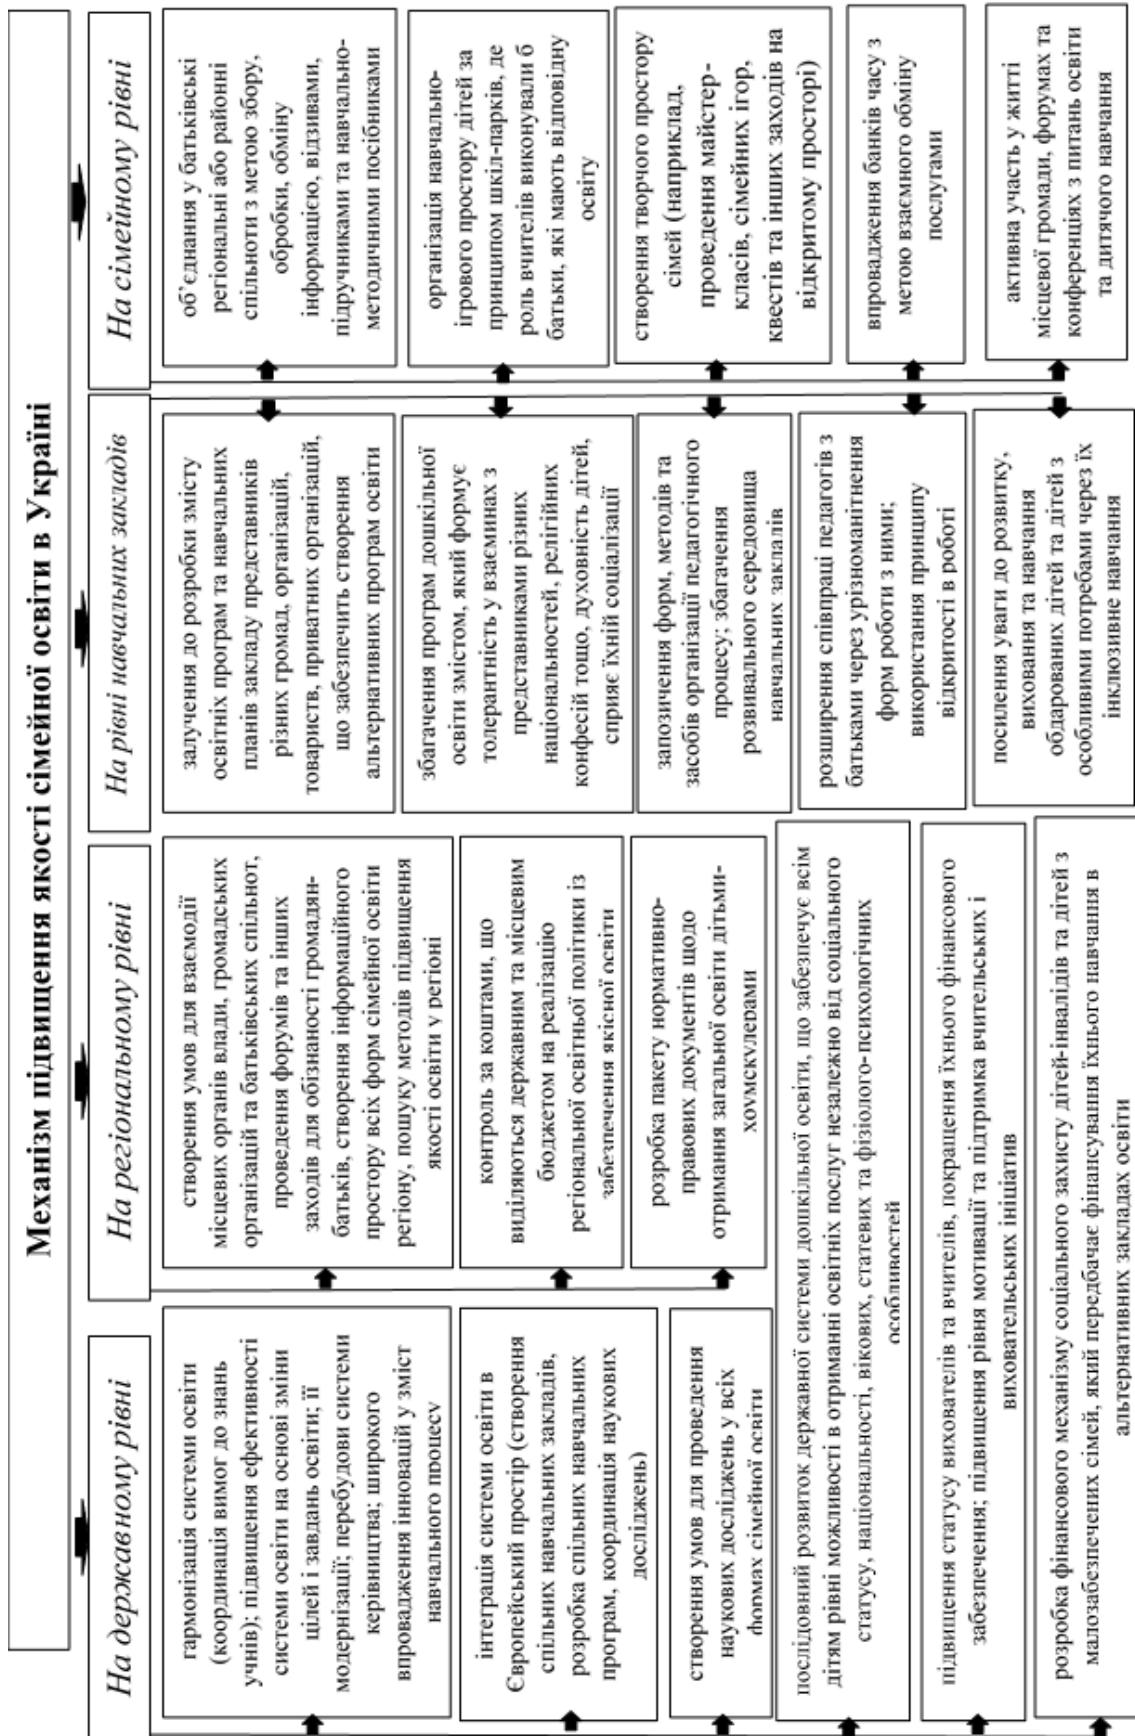 Механізм підвищення якості сімейної освіти в Україні
На державному рівні
гармонізація системи освіти
(координація вимог до знань
учнів); підвищення ефективності
системи освіти на основі зміни
цілей і завдань освіти; її
модернізації; перебудови системи
керівництва; широкого
впровадження інновацій у зміст
навчального процесу
інтеграція системи освіти в
Європейський простір (створення
спільних навчальних закладів,
розробка спільних навчальних
програм, координація наукових
досліджень)
створення умов для проведення
наукових досліджень у всіх
формах сімейної освіти
послідовний розвиток державної системи дошкільної освіти, що забезпечує всім
дітям рівні можливості в отриманні освітніх послуг незалежно від соціального
статусу, національності, вікових, статевих та фізіолого-психологічних
особливостей
підвищення статусу вихователів та вчителів, покращення їхнього фінансового
забезпечення; підвищення рівня мотивації та підтримка вчительських і
виховательських ініціатив
розробка фінансового механізму соціального захисту дітей-інвалідів та дітей з
малозабезпечених сімей, який передбачає фінансування їхнього навчання в
альтернативних закладах освіти
На регіональному рівні
створення умов для взаємодії
місцевих органів влади, громадських
організацій та батьківських спільнот,
проведення форумів та інших
заходів для обізнаності громадян-
батьків, створення інформаційного
простору всіх форм сімейної освіти
регіону, пошуку методів підвищення
якості освіти у регіоні
контроль за коштами, що
виділяються державним та місцевим
бюджетом на реалізацію
регіональної освітньої політики із
забезпечення якісної освіти
розробка пакету нормативно-
правових документів щодо
отримання загальної освіти дітьми-
хоумскулерами
На рівні навчальних закладів
залучення до розробки змісту
освітніх програм та навчальних
планів закладу представників
різних громад, організацій,
товариств, приватних організацій,
що забезпечить створення
альтернативних програм освіти
збагачення програм дошкільної
освіти змістом, який формує
толерантність у взаєминах з
представниками різних
національностей, релігійних
конфесій тощо, духовність дітей,
сприяє їхній соціалізації
запозичення форм, методів та
засобів організації педагогічного
процесу; збагачення
розвивального середовища
навчальних закладів
розширення співпраці педагогів з
батьками через урізноманітнення
форм роботи з ними;
використання принципу
відкритості в роботі
посилення уваги до розвитку,
виховання та навчання
обдарованих дітей та дітей з
особливими потребами через їх
інклюзивне навчання
На сімейному рівні
об’єднання у батьківські
регіональні або районні
спільноти з метою збору,
обробки, обміну
інформацією, відзивами,
підручниками та навчально-
методичними посібниками
організація навчально-
ігрового простору дітей за
принципом шкіл-парків, де
роль вчителів виконували б
батьки, які мають відповідну
освіту
створення творчого простору
сімей (наприклад,
проведення майстер-
класів, сімейних ігор,
квестів та інших заходів на
відкритому просторі)
впровадження банків часу з
метою взаємного обміну
послугами
активна участь у житті
місцевої громади, форумах та
конференціях з питань освіти
та дитячого навчання